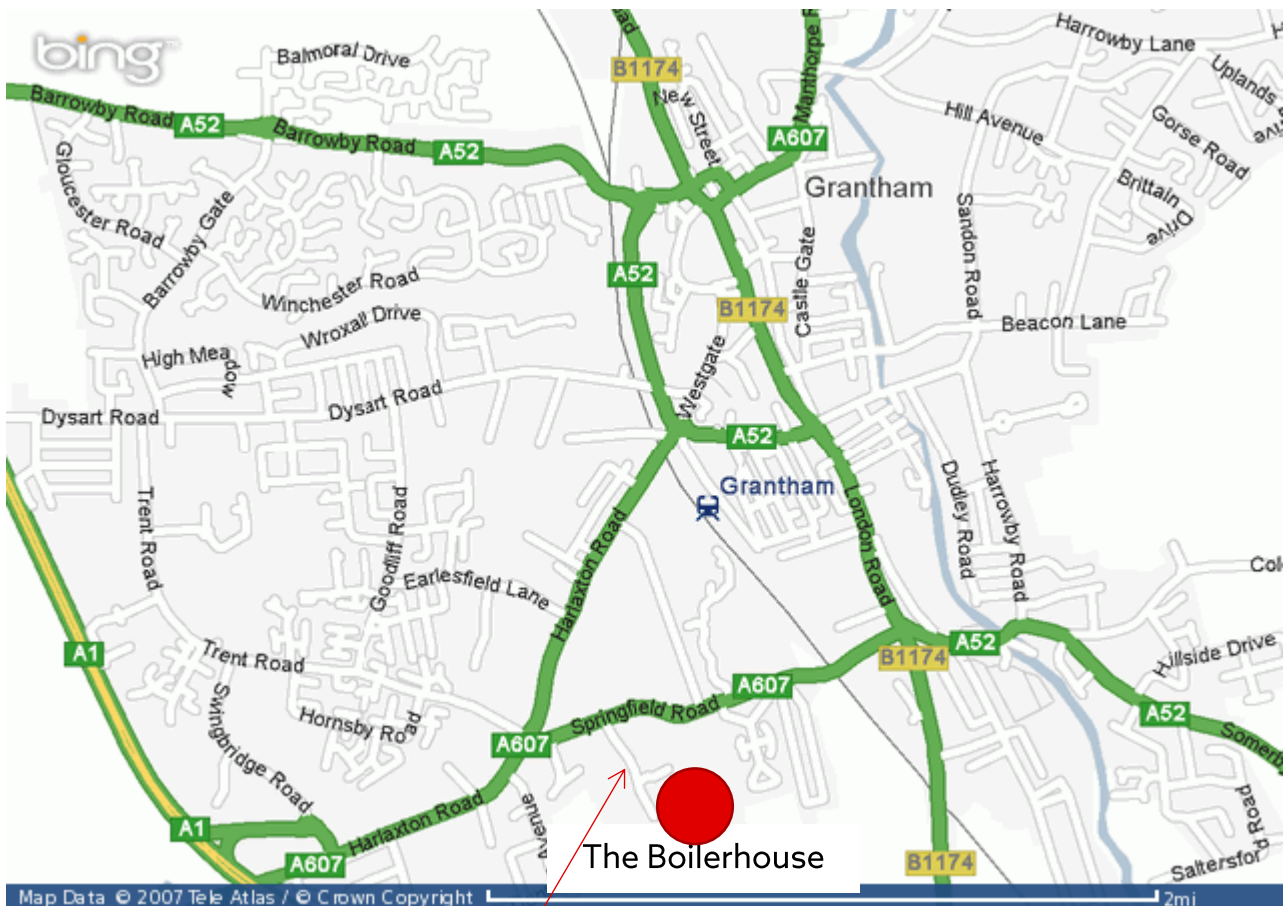 bing
Balmoral Drive
Road
B1174
Manthorpe R
Harrowby Lane
H
Uplands
Drive
Barrowby Road
A52
Barrowby Road
A52
New Street
A607
Hill Avenue
Gorse Road
Gloucester Road
Barrowby Gate
Grantham
Brittain
Drive
Sandon Road
Castle Gate
A52
Winchester Road
Wroxall Drive
B1174
Beacon Lane
High Meadow
Westgate
Dysart Road
Dysart Road
A52
Grantham
Trent Road
Goodliff Road
Harlaxton Road
London Road
Dudley Road
Harrowby Road
Earlesfield Lane
Col
A1
Trent Road
B1174
A52
Hillside Drive
A607
Swingbridge Road
Hornsby Road
Springfield Road
A607
A52
Somerby
A1
Harlaxton Road
Avenue
A607
The Boilerhouse
B1174
Saltersford Road
Map Data © 2007 Tele Atlas / © Crown Copyright
2mi